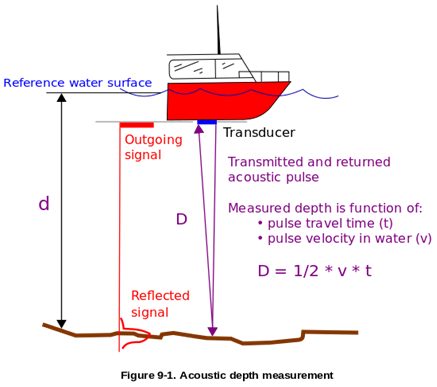 Reference water surface
Outgoing
signal
Transducer
Transmitted and returned
acoustic pulse
d
D
Measured depth is function of:
• pulse travel time (t)
• pulse velocity in water (v)
D = 1/2 * v * t
Reflected
signal
Figure 9-1. Acoustic depth measurement